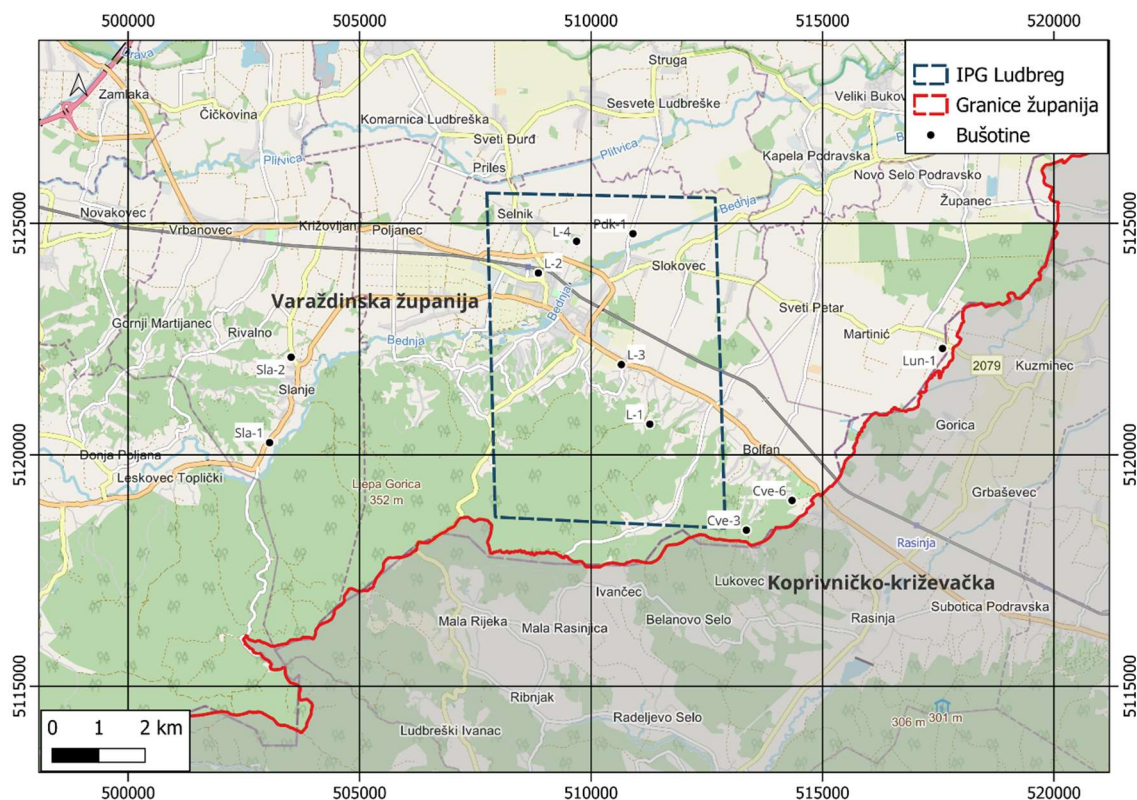 500000 505000 510000 515000 520000
IPG Ludbreg
Granice županija
Bušotine
Struga
Zamlaka
Veliki Bukov
Sesvete Ludbreške
Čičkovina
Komarnica Ludbreška
Sveti Đurđ
Plitvica
Plitvica
Kapela Podravska
Priles
Novo Selo Podravsko
Novakovec
Selnik
Bednja
Županec
5125000
5125000
Vrbanovec
Križovljan
Poljanec
L-4
Pdk-1
L-2
Slokovec
Varaždinska županija
Bednja
Sveti Petar
Gornji Martijanec
Rivalno
Bednja
Martinić
Sla-2
L-3
Lun-1
2079
Kuzminec
Slanje
L-1
Gorica
Sla-1
Bolfan
Donja Poljana
5120000
5120000
Leskovec Toplički
Lijepa Gorica
352 m
Cve-6
Grbaševec
Cve-3
Rasinja
Lukovec
Koprivničko-križevačka
Ivančec
Subotica Podravska
Mala Rijeka
Mala Rasinjica
Belanovo Selo
Rasinja
5115000
5115000
Ribnjak
Radeljevo Selo
306 m
301 m
Ludbreški Ivanac
0 1 2 km
500000 505000 510000 515000 520000